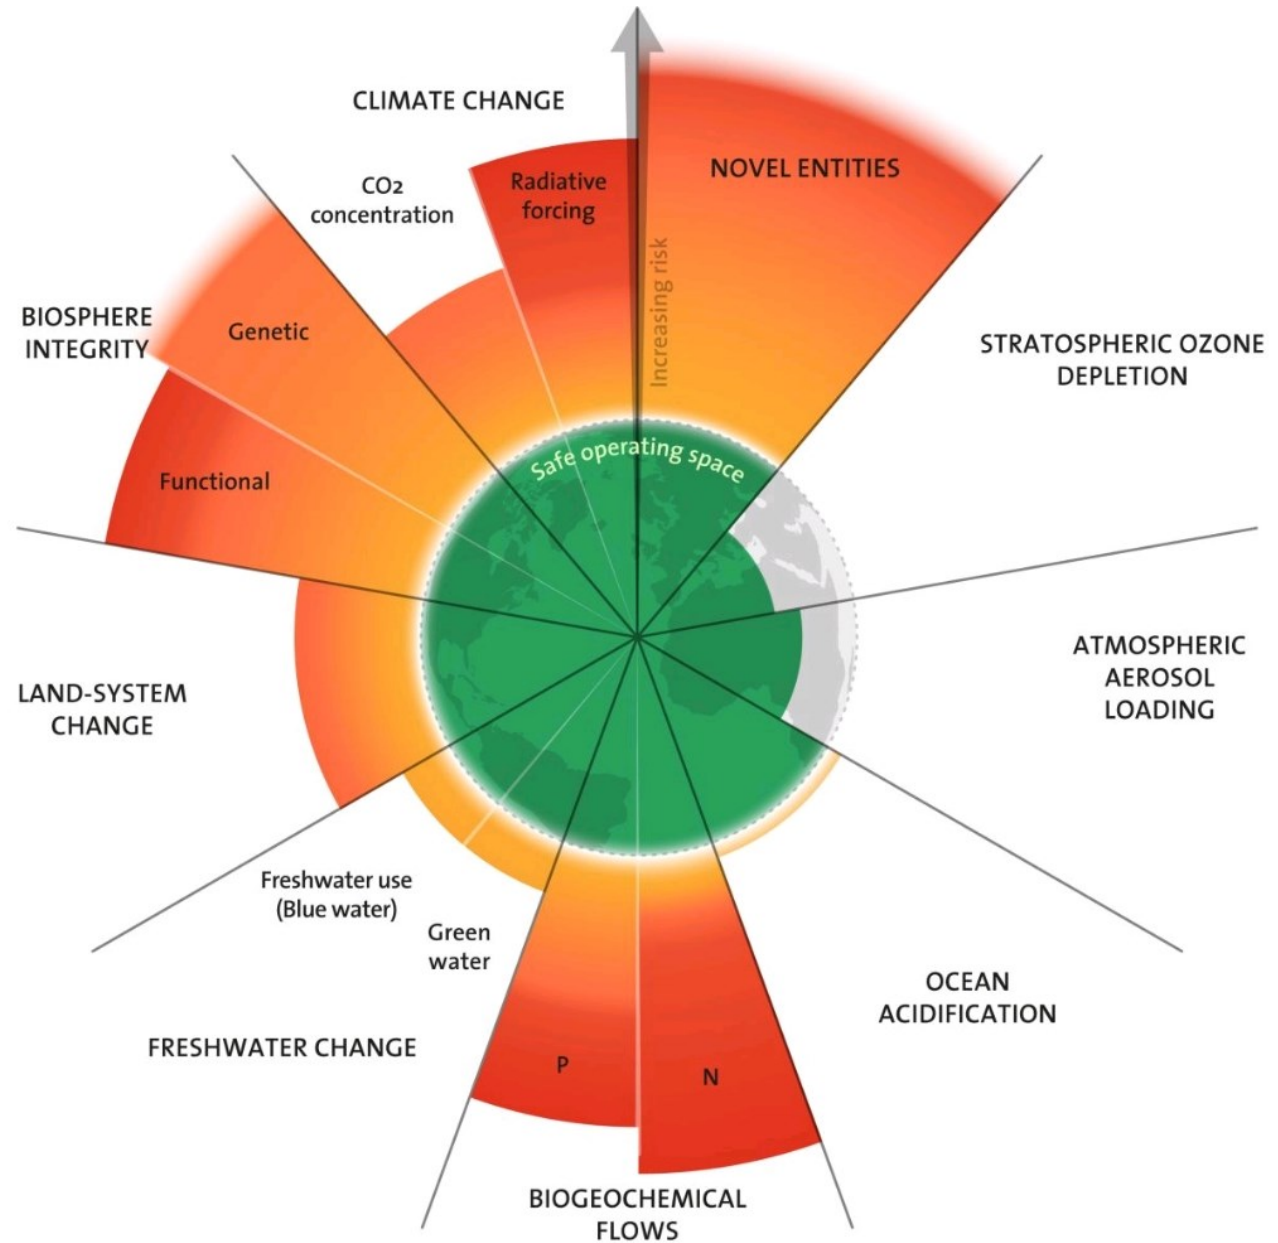 CLIMATE CHANGE
CO2
concentration
Radiative
forcing
NOVEL ENTITIES
Increasing risk
STRATOSPHERIC OZONE
DEPLETION
BIOSPHERE
INTEGRITY
Genetic
Functional
Safe operating space
ATMOSPHERIC
AEROSOL
LOADING
LAND-SYSTEM
CHANGE
Freshwater use
(Blue water)
Green
water
FRESHWATER CHANGE
OCEAN
ACIDIFICATION
P
N
BIOGEOCHEMICAL
FLOWS